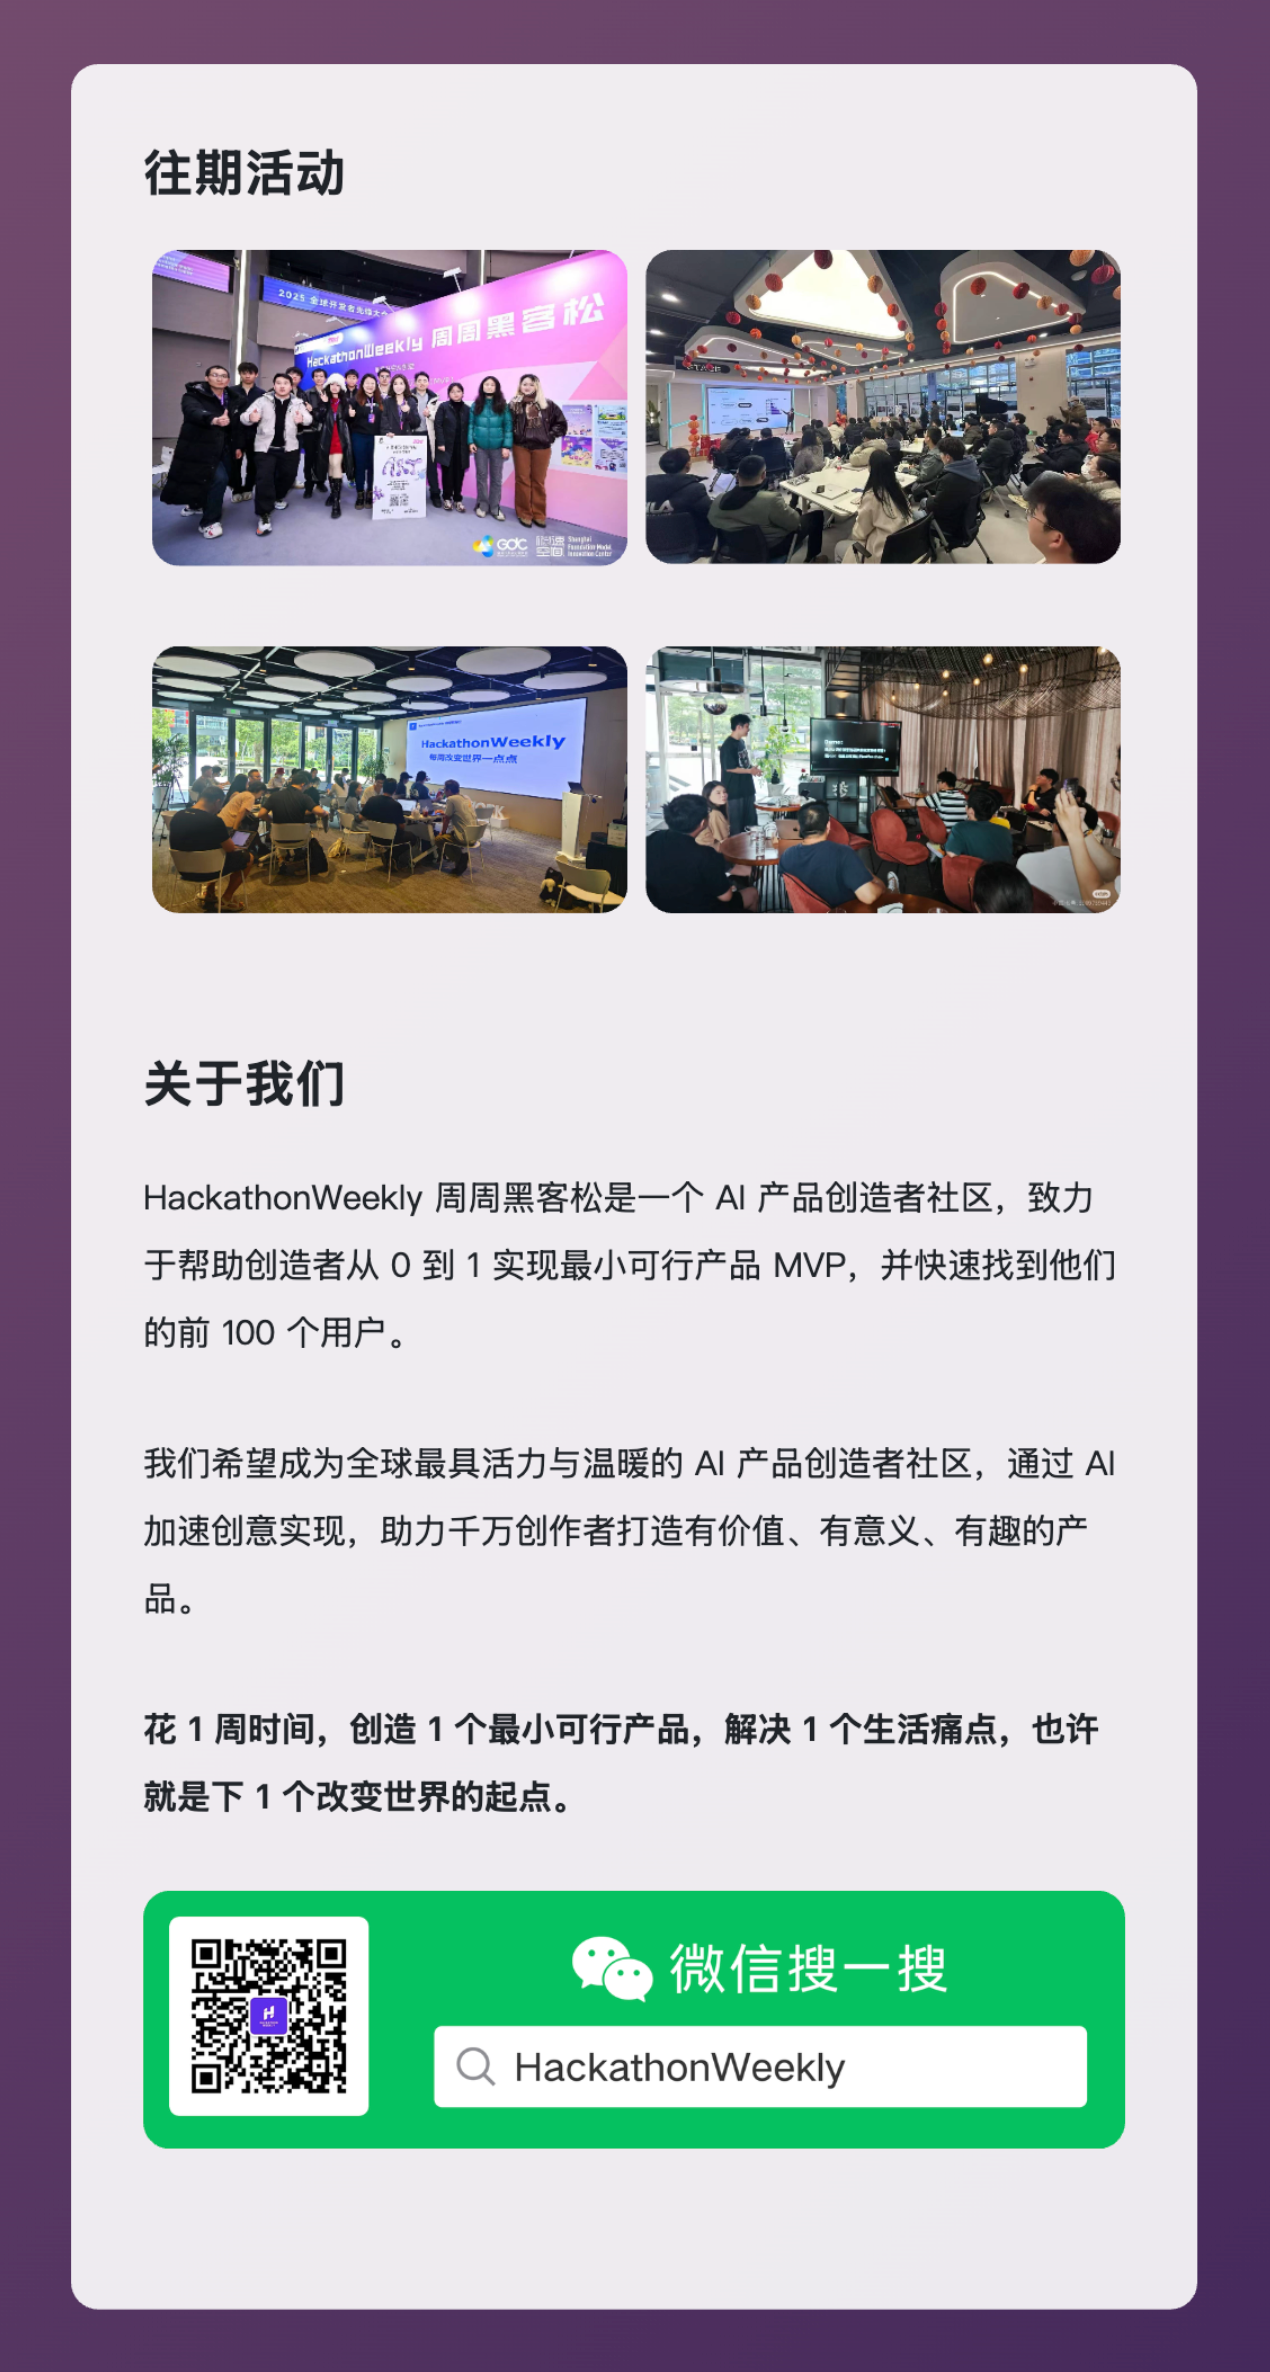 往期活动
2025 全球开发者先锋大会
HackathonWeekly 周周黑客松
GDC
Shanghai
Foundation Model
Innovation Center
STAGE
HackathonWeekly
每周改变世界一点点
关于我们
HackathonWeekly 周周黑客松是一个 AI 产品创造者社区，致力
于帮助创造者从 0 到 1 实现最小可行产品 MVP，并快速找到他们
的前 100 个用户。
我们希望成为全球最具活力与温暖的 AI 产品创造者社区，通过 AI
加速创意实现，助力千万创作者打造有价值、有意义、有趣的产
品。
花 1 周时间，创造 1 个最小可行产品，解决 1 个生活痛点，也许
就是下 1 个改变世界的起点。
微信搜一搜
HackathonWeekly